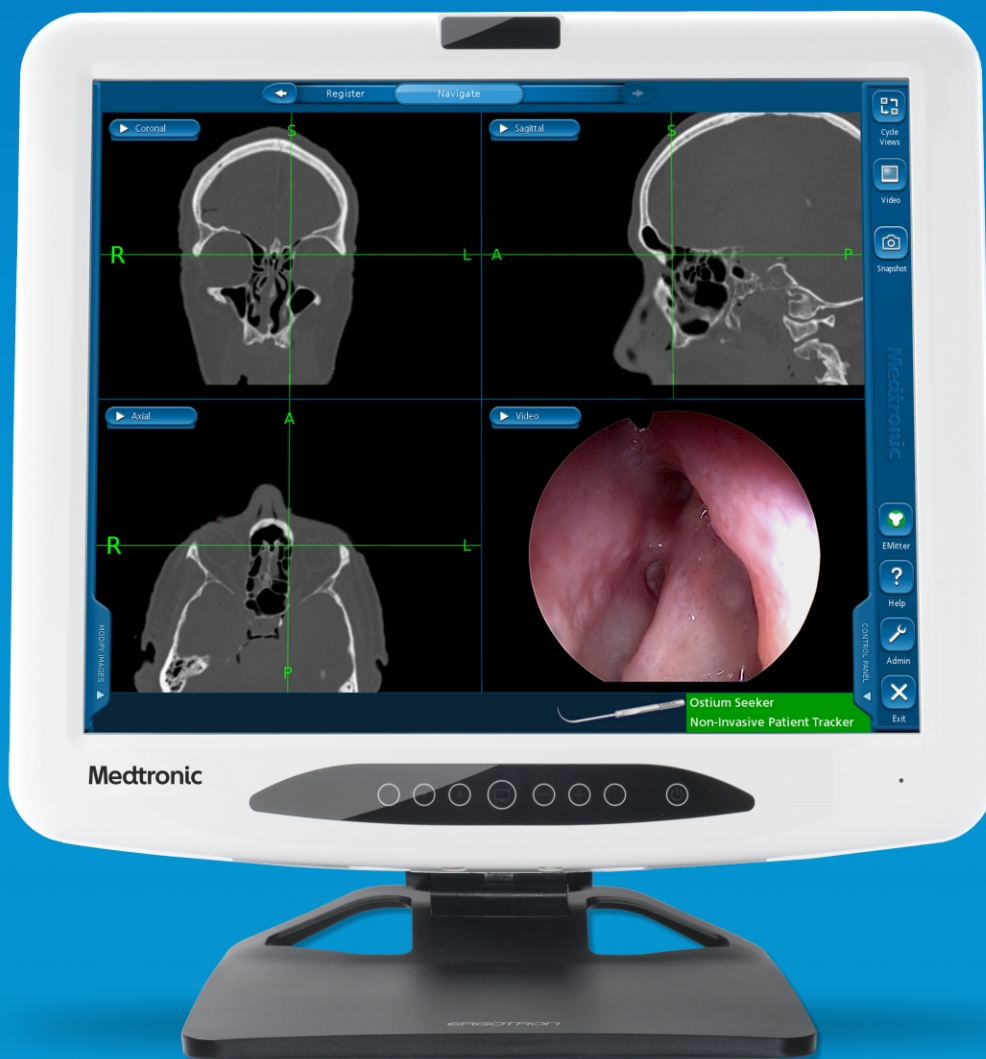 Register
Navigate
Coronal
S
R
L
Sagittal
S
A
P
Cycle
Views
Video
Snapshot
Medtronic
Axial
A
R
L
P
Video
EMitter
? Help
Admin
Exit
MODIFY IMAGES
CONTROL PANEL
Ostium Seeker
Non-Invasive Patient Tracker
Medtronic
ERGOTRON